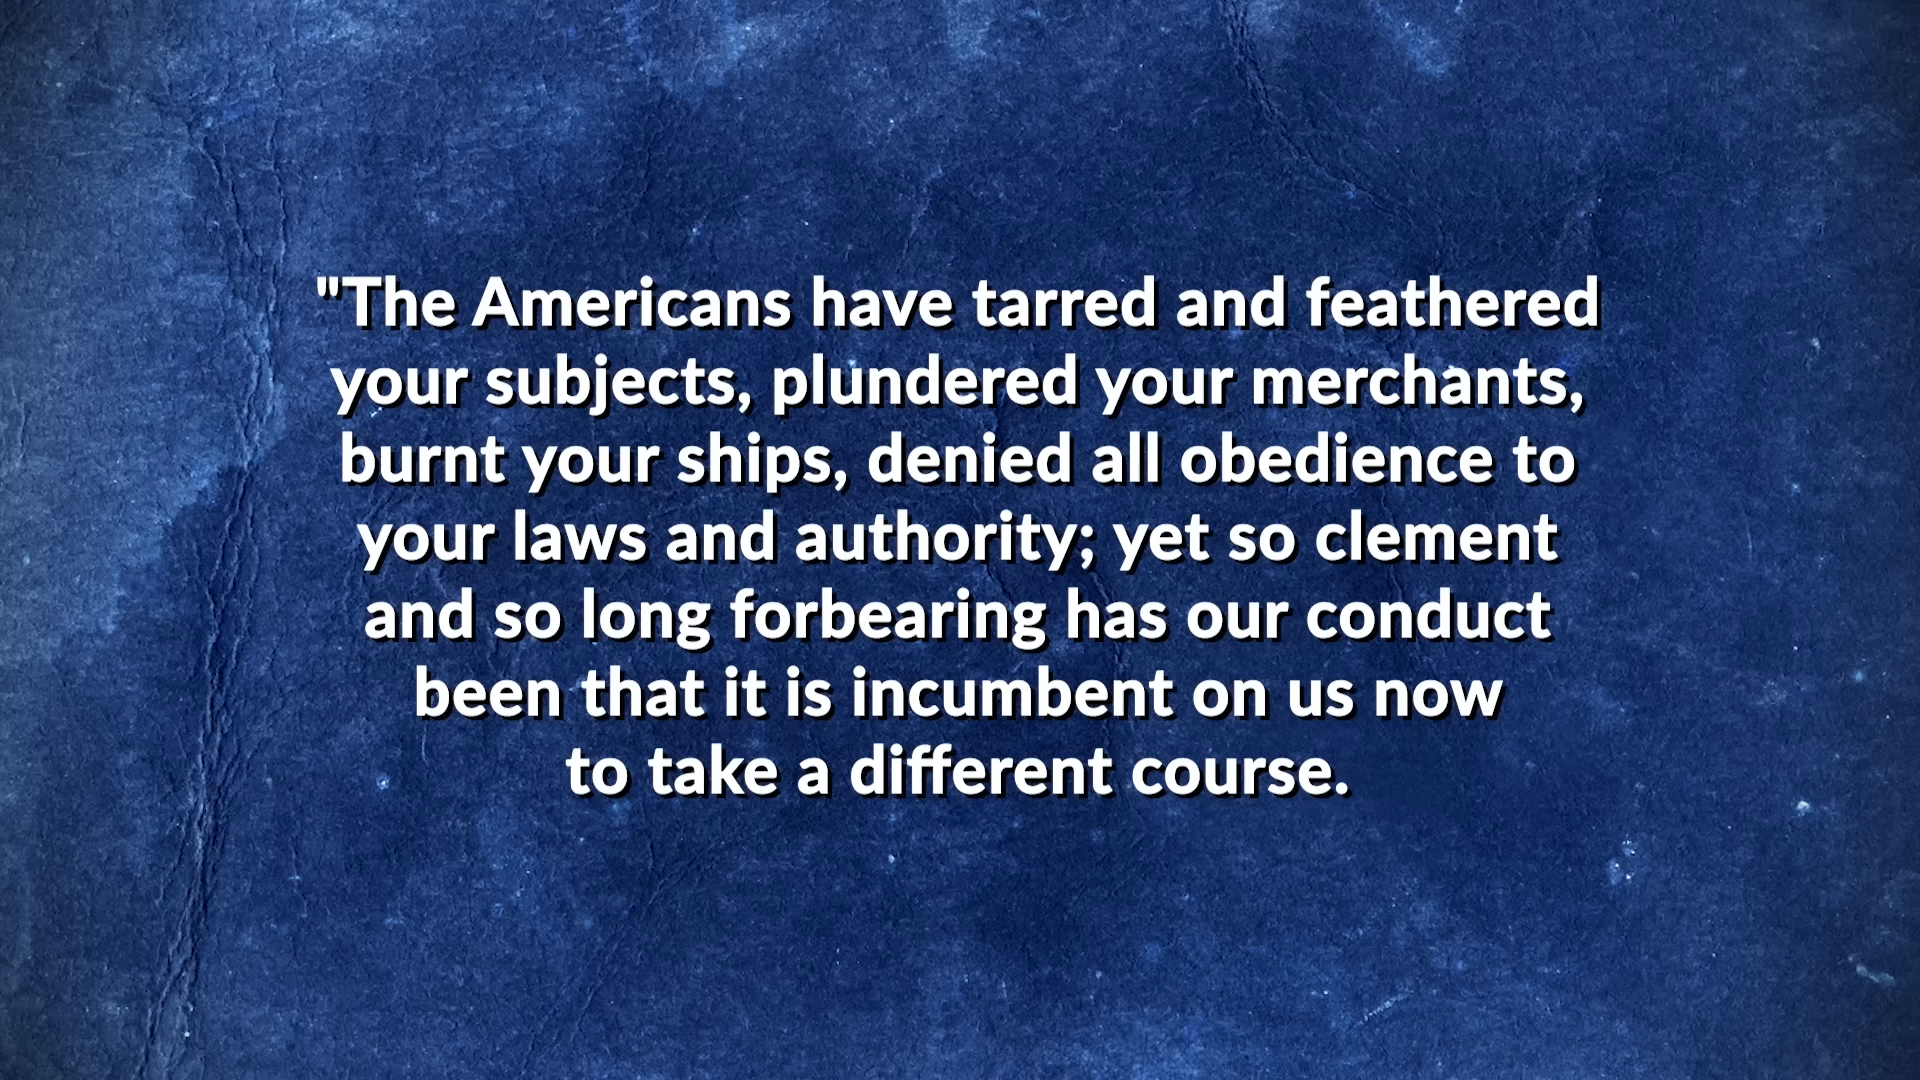 "The Americans have tarred and feathered
your subjects, plundered your merchants,
burnt your ships, denied all obedience to
your laws and authority; yet so clement
and so long forbearing has our conduct
been that it is incumbent on us now
to take a different course.